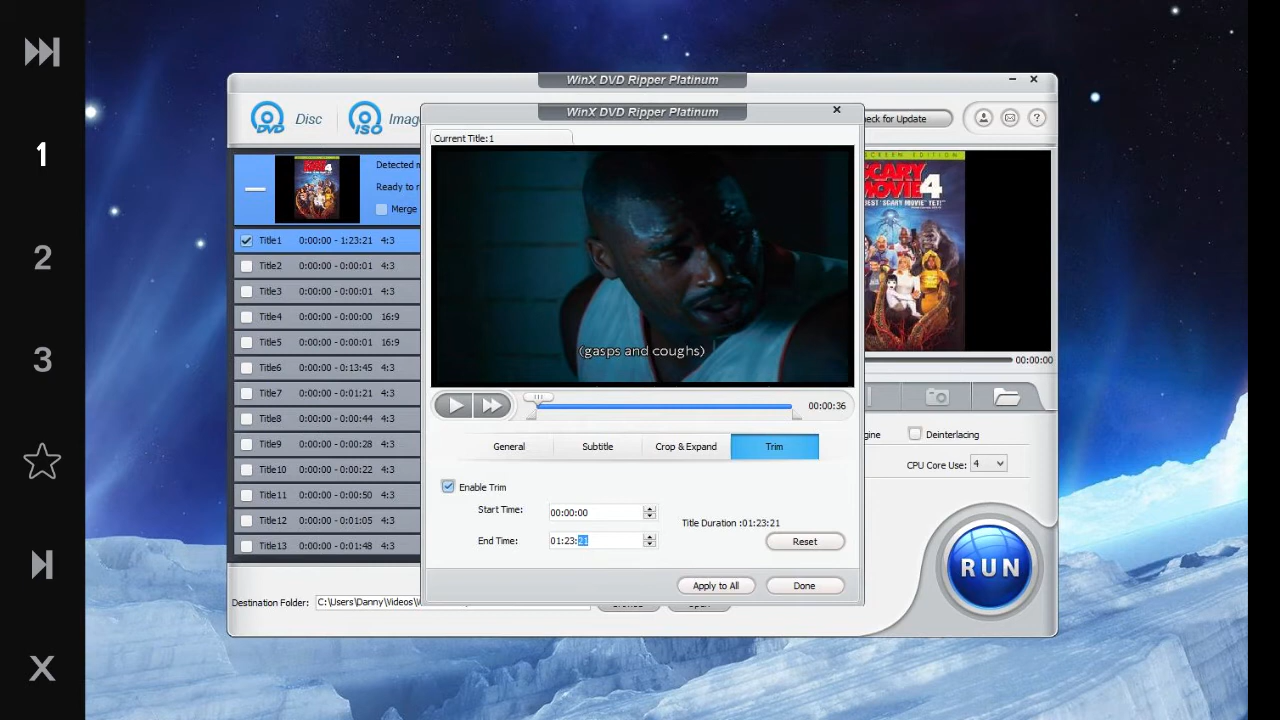 1
2
3
X
WinX DVD Ripper Platinum
Disc
DVD
ISO
Imag
eck for Update
?
WinX DVD Ripper Platinum
Current Title:1
Detected m
Ready to r
Merge
Title1 0:00:00 - 1:23:21 4:3
Title2 0:00:00 - 0:00:01 4:3
Title3 0:00:00 - 0:00:01 4:3
Title4 0:00:00 - 0:00:00 16:9
Title5 0:00:00 - 0:00:01 16:9
Title6 0:00:00 - 0:13:45 4:3
Title7 0:00:00 - 0:01:21 4:3
Title8 0:00:00 - 0:00:44 4:3
Title9 0:00:00 - 0:00:28 4:3
Title10 0:00:00 - 0:00:22 4:3
Title11 0:00:00 - 0:00:50 4:3
Title12 0:00:00 - 0:01:05 4:3
Title13 0:00:00 - 0:01:48 4:3
(gasps and coughs)
00:00:36
General Subtitle Crop & Expand Trim
Enable Trim
Start Time: 00:00:00
Title Duration :01:23:21
End Time: 01:23:21
Reset
Apply to All Done
SCREEN EDITION
SCARY
MOVIE 4
00:00:00
gine Deinterlacing
CPU Core Use: 4
RUN
Destination Folder: C:\Users\Danny\Videos\